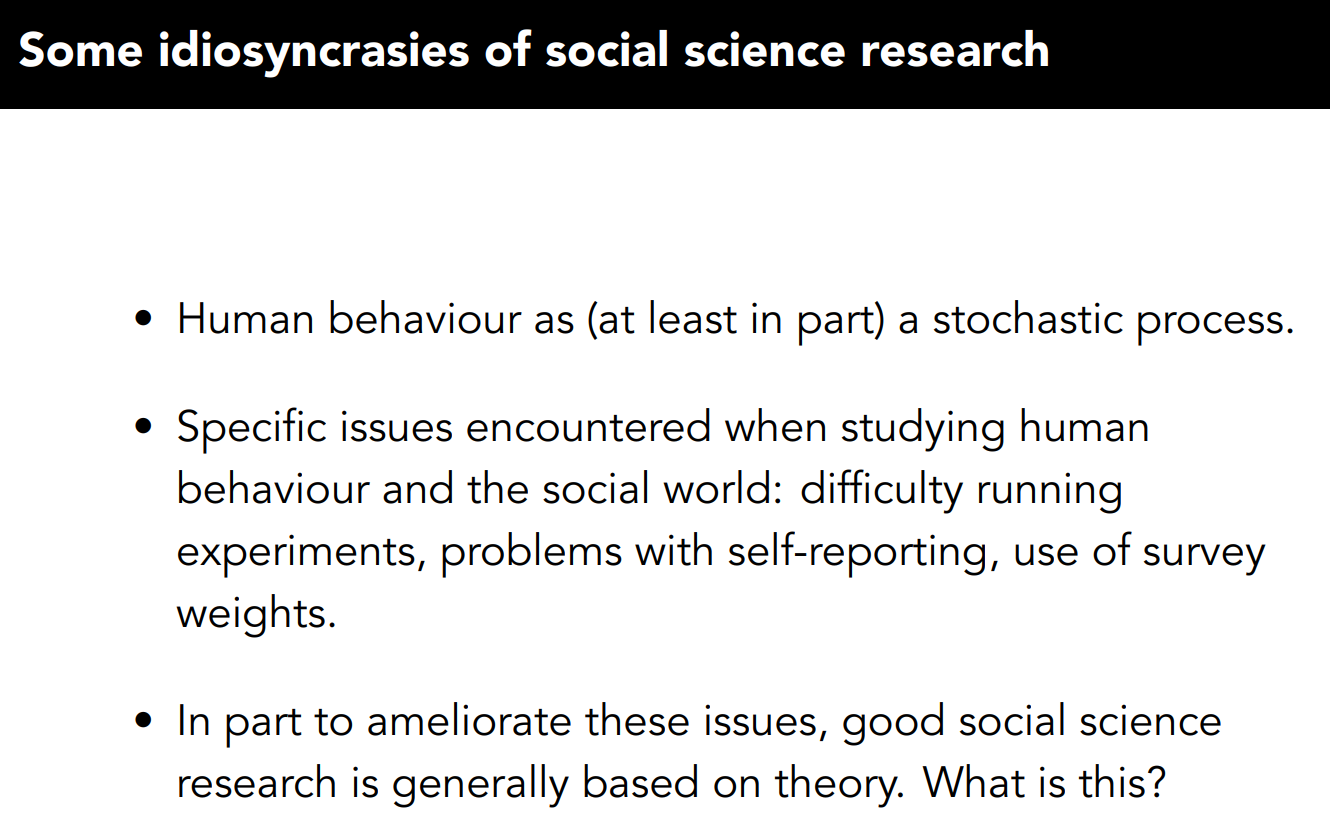 Some idiosyncrasies of social science research
• Human behaviour as (at least in part) a stochastic process.
• Specific issues encountered when studying human
behaviour and the social world: difficulty running
experiments, problems with self-reporting, use of survey
weights.
• In part to ameliorate these issues, good social science
research is generally based on theory. What is this?